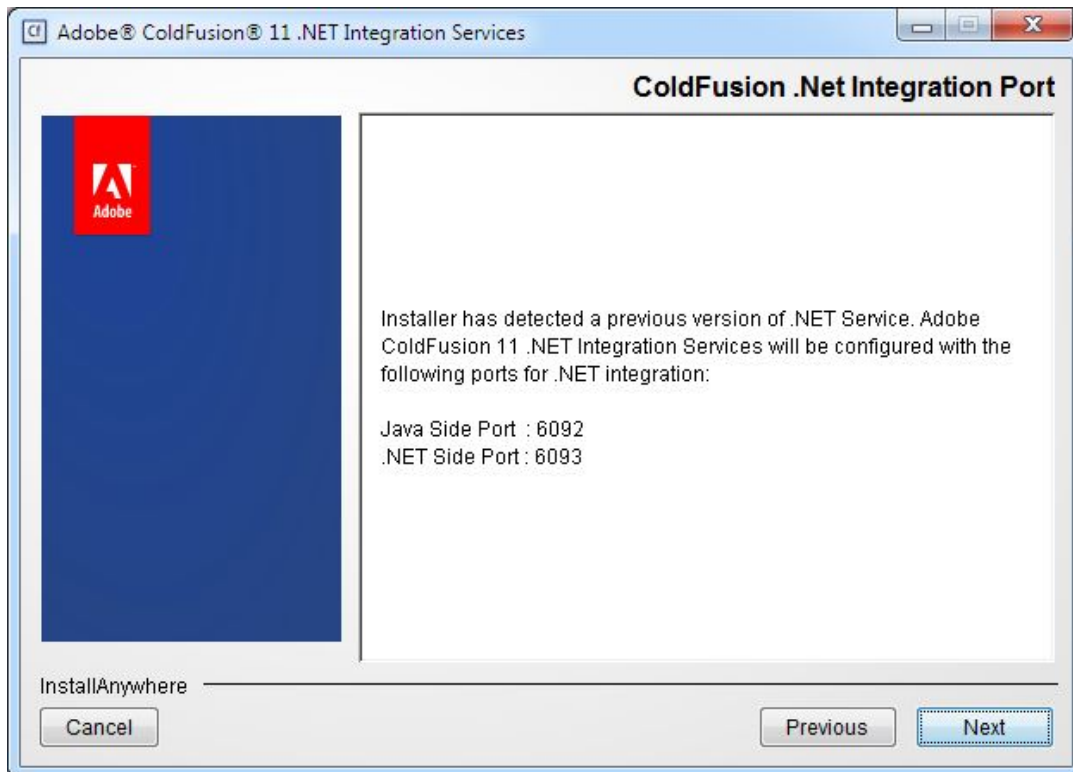 Adobe® ColdFusion® 11 .NET Integration Services
ColdFusion .Net Integration Port
Adobe
Installer has detected a previous version of .NET Service. Adobe
ColdFusion 11 .NET Integration Services will be configured with the
following ports for .NET integration:
Java Side Port : 6092
.NET Side Port : 6093
InstallAnywhere
Cancel
Previous
Next